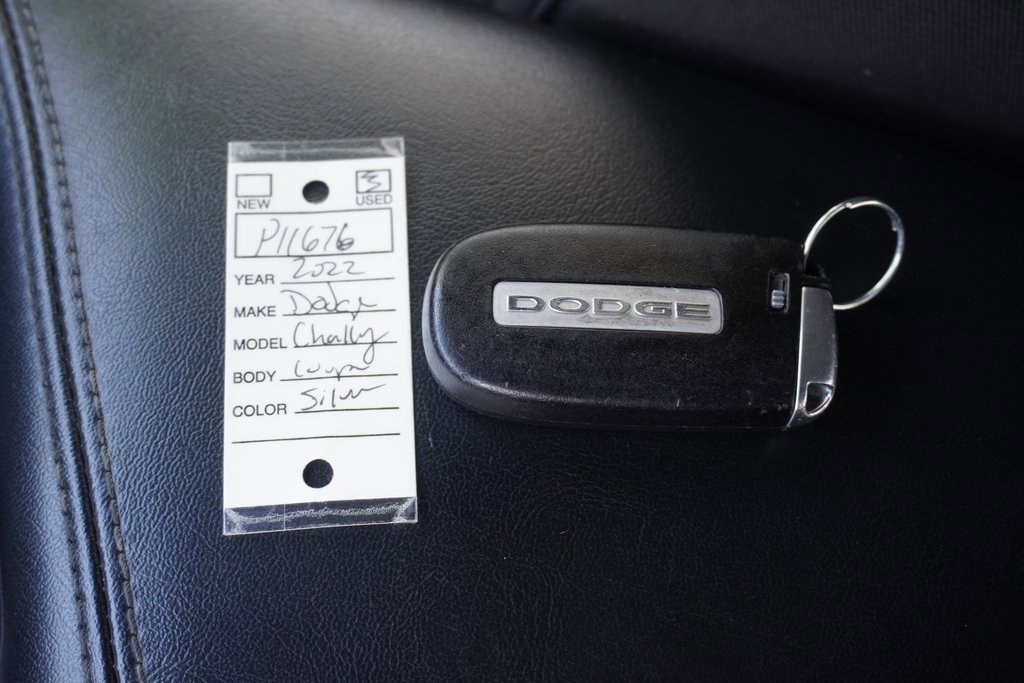 NEW USED
P11676
YEAR 2022
MAKE Dodge
MODEL Chally
BODY Coupe
COLOR Silver
DODGE